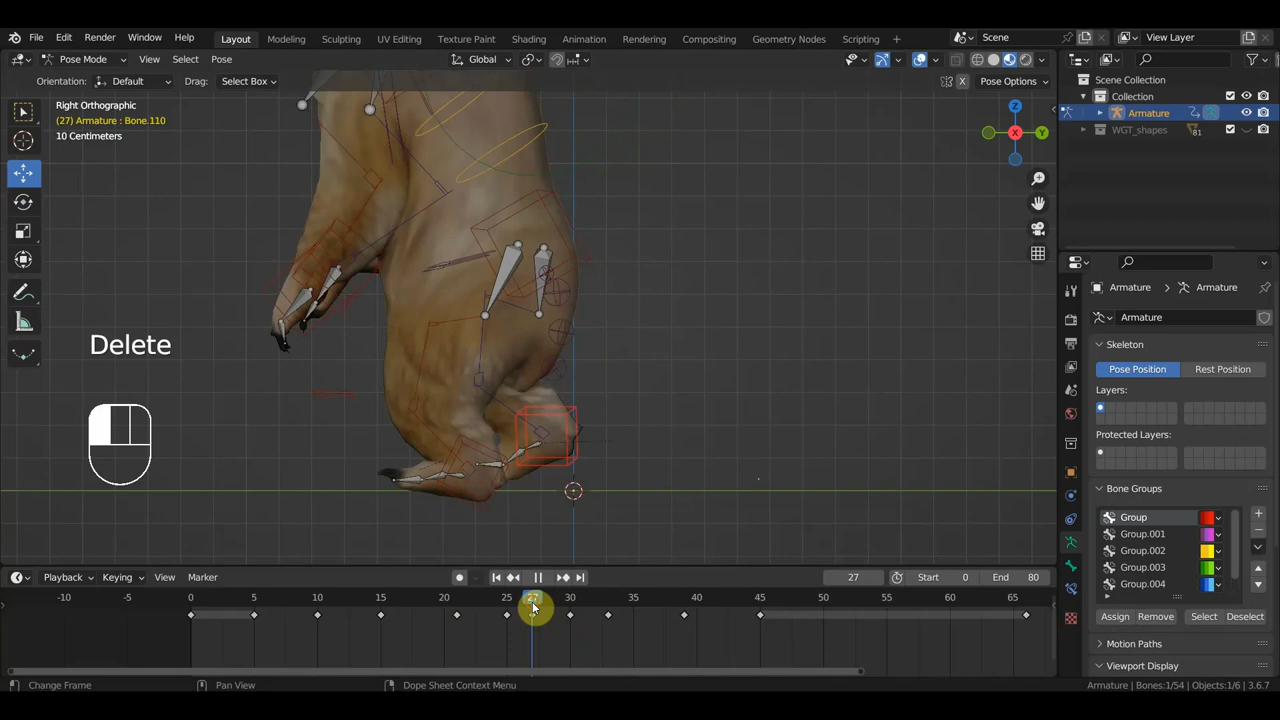 File Edit Render Window Help Layout Modeling Sculpting UV Editing Texture Paint Shading Animation Rendering Compositing Geometry Nodes Scripting + Scene View Layer
Pose Mode View Select Pose Global
Orientation: Default Drag: Select Box X Pose Options
Scene Collection
Collection
Armature
WGT_shapes 81
Right Orthographic
(27) Armature : Bone.110
10 Centimeters
Z
Y
X
Delete
Armature Armature
Armature
Skeleton
Pose Position Rest Position
Layers:
Protected Layers:
Bone Groups
Group
Group.001
Group.002
Group.003
Group.004
Assign Remove Select Deselect
Motion Paths
Viewport Display
Playback Keying View Marker 27 Start 0 End 80
-10 -5 0 5 10 15 20 25 27 30 35 40 45 50 55 60 65
Change Frame Pan View Dope Sheet Context Menu Armature | Bones:1/54 | Objects:1/6 | 3.6.7